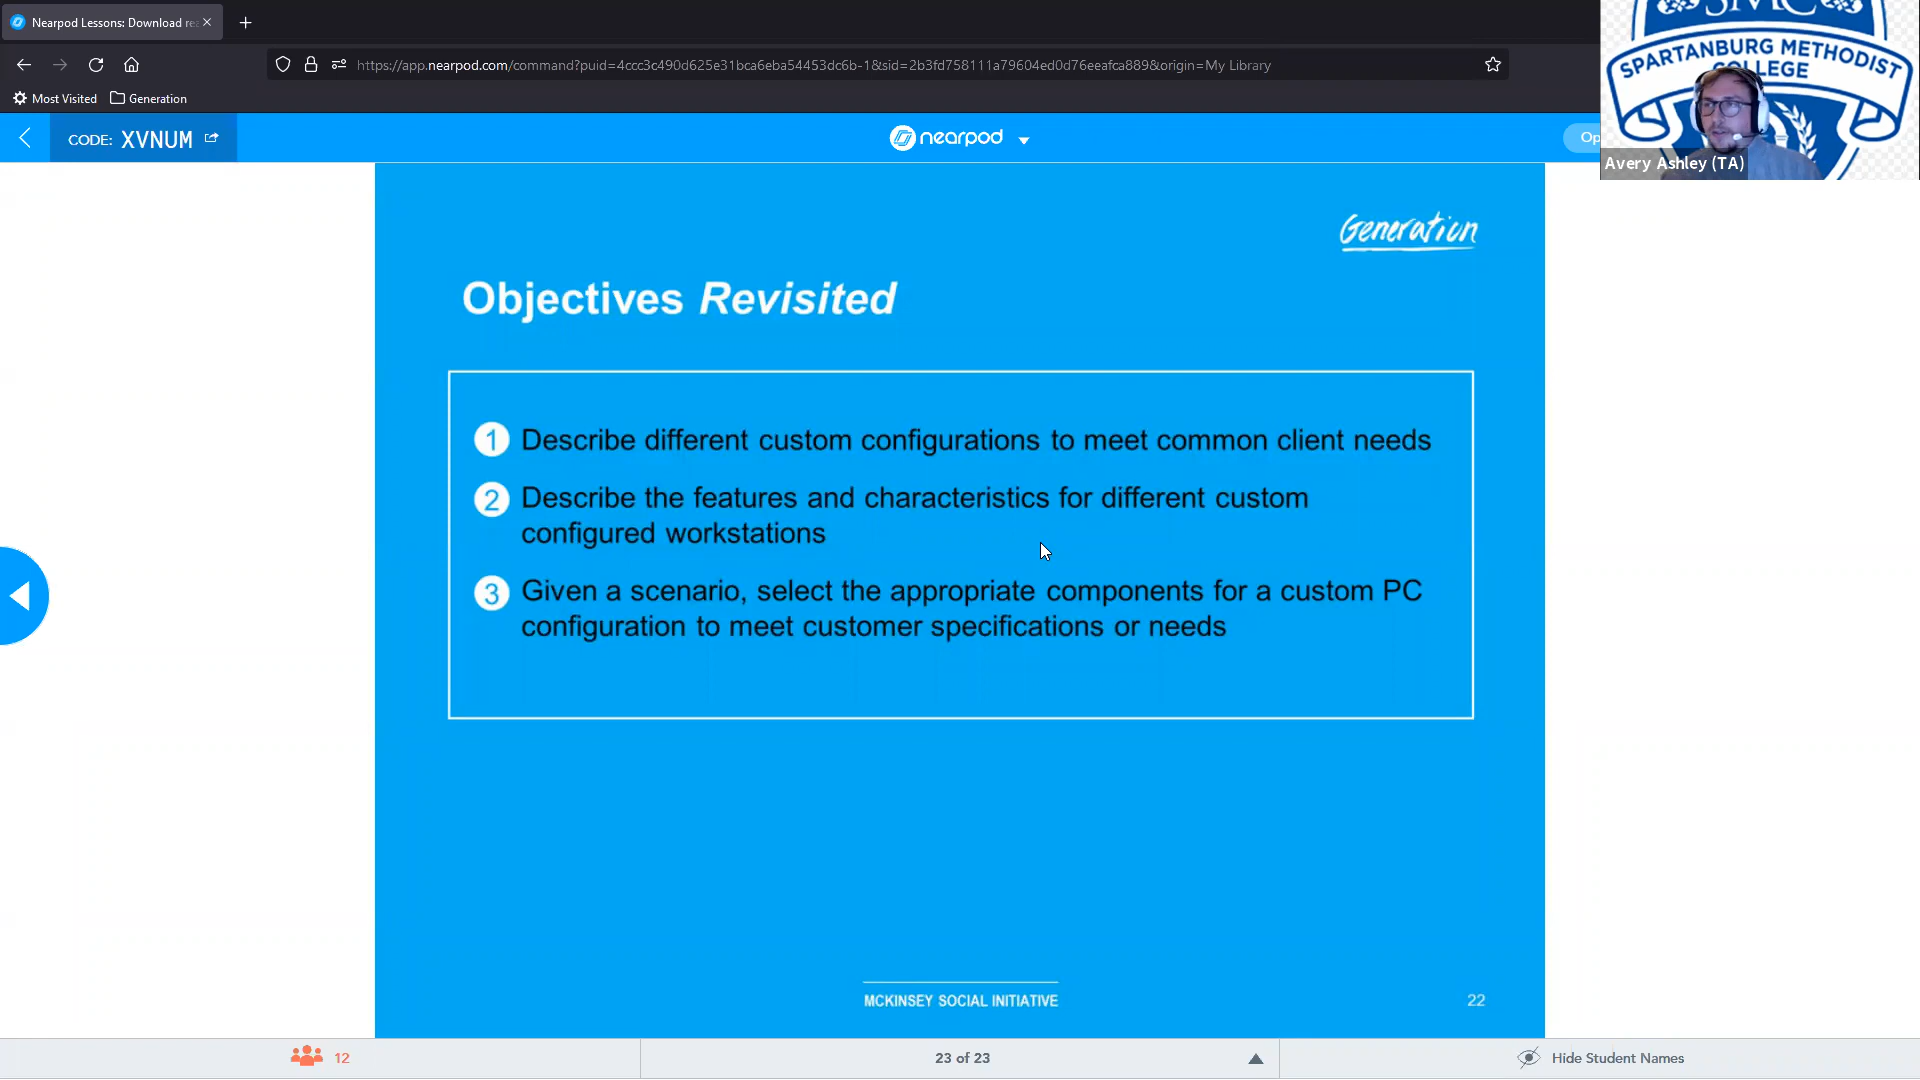 Nearpod Lessons: Download re
https://app.nearpod.com/command?puid=4ccc3c490d625e31bca6eba54453dc6b-1&sid=2b3fd758111a79604ed0d76eeafca889&origin=My Library
Most Visited
Generation
SMC
SPARTANBURG METHODIST
COLLEGE
Avery Ashley (TA)
CODE: XVNUM
nearpod
Op
Generation
Objectives Revisited
1 Describe different custom configurations to meet common client needs
2 Describe the features and characteristics for different custom
configured workstations
3 Given a scenario, select the appropriate components for a custom PC
configuration to meet customer specifications or needs
MCKINSEY SOCIAL INITIATIVE
22
12
23 of 23
Hide Student Names